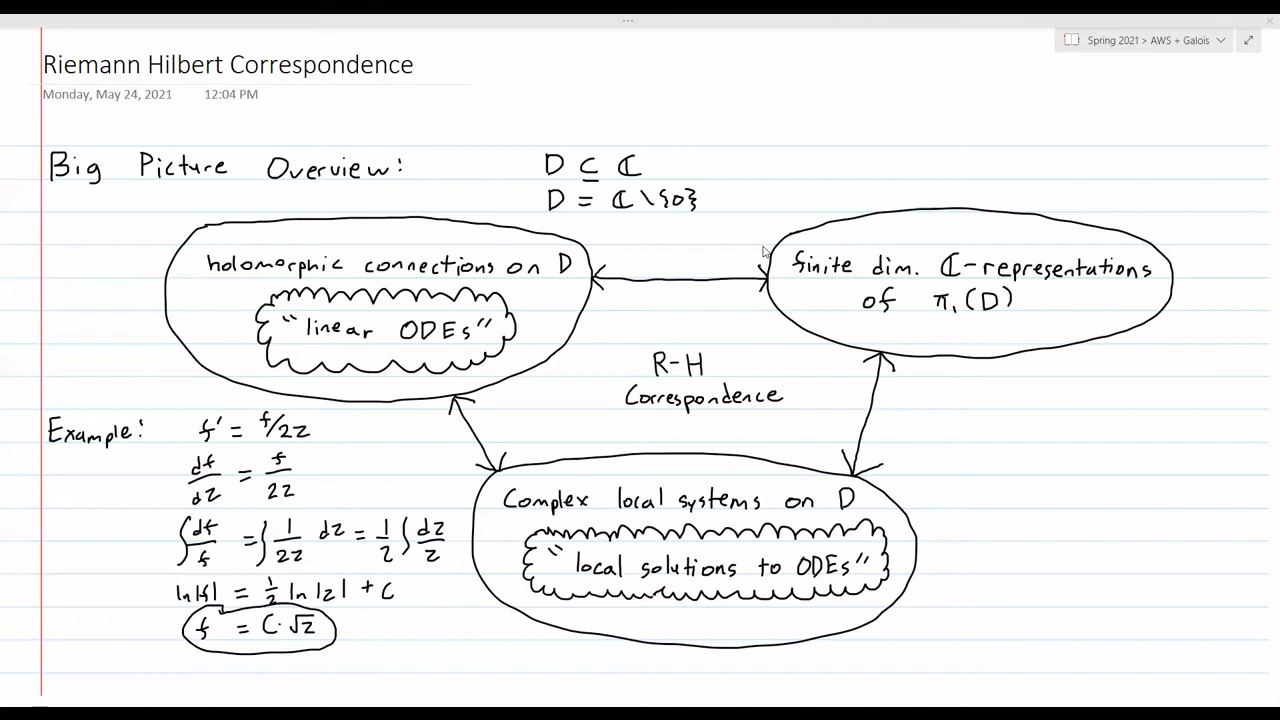 Spring 2021 > AWS + Galois
Riemann Hilbert Correspondence
Monday, May 24, 2021 12:04 PM
Big Picture Overview:
D ⊆ ℂ
D = ℂ \ {0}
holomorphic connections on D
"linear ODEs"
finite dim. ℂ-representations
of π₁(D)
R-H
Correspondence
Complex local systems on D
"local solutions to ODEs"
Example: f' = f/2z
df/dz = f/2z
∫ df/f = ∫ 1/2z dz = 1/2 ∫ dz/z
ln|f| = 1/2 ln|z| + C
f = C·√z